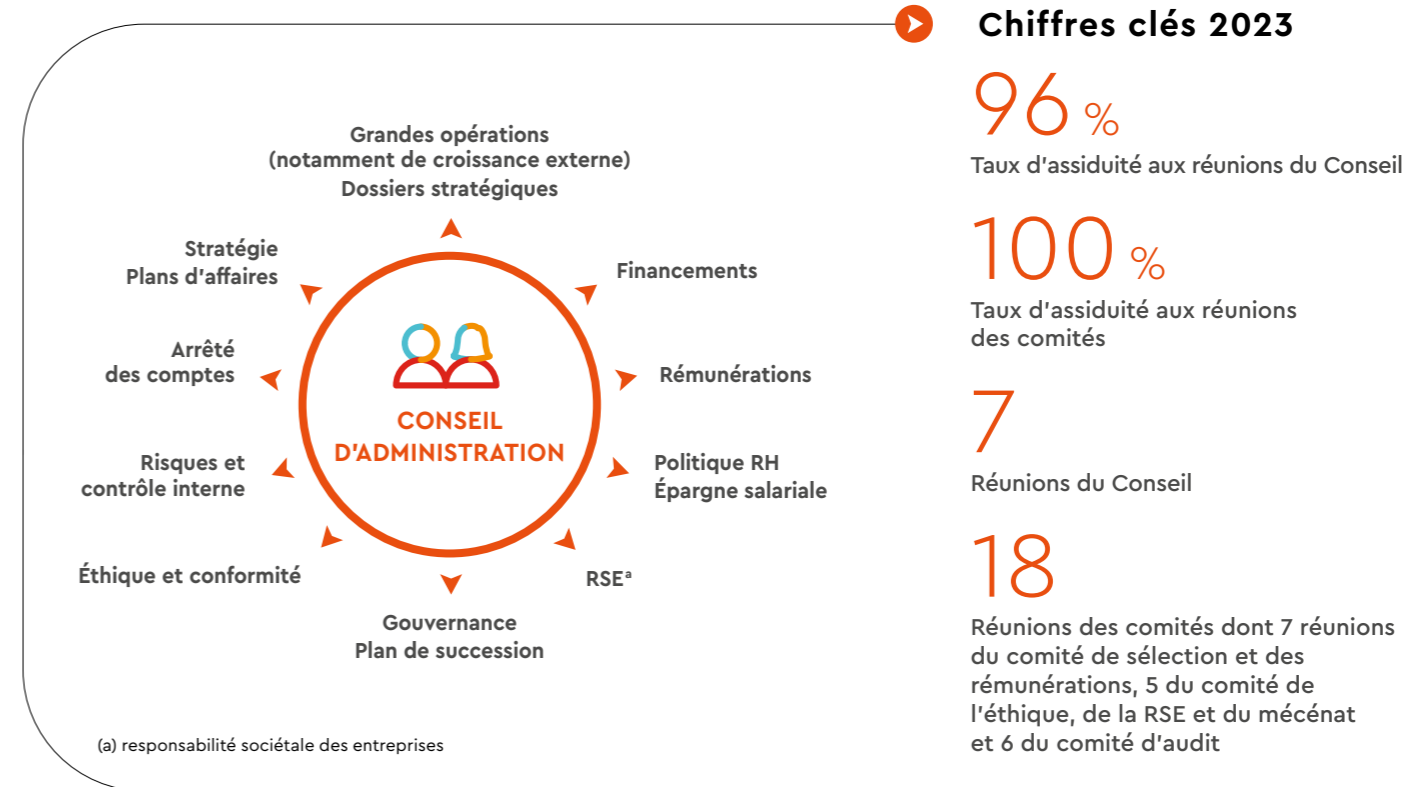 Chiffres clés 2023
96 %
Taux d'assiduité aux réunions du Conseil
100 %
Taux d'assiduité aux réunions
des comités
7
Réunions du Conseil
18
Réunions des comités dont 7 réunions
du comité de sélection et des
rémunérations, 5 du comité de
l'éthique, de la RSE et du mécénat
et 6 du comité d'audit
Grandes opérations
(notamment de croissance externe)
Dossiers stratégiques
Financements
Rémunérations
Politique RH
Épargne salariale
RSEᵃ
Gouvernance
Plan de succession
Éthique et conformité
Risques et
contrôle interne
Arrêté
des comptes
Stratégie
Plans d'affaires
CONSEIL
D'ADMINISTRATION
(a) responsabilité sociétale des entreprises